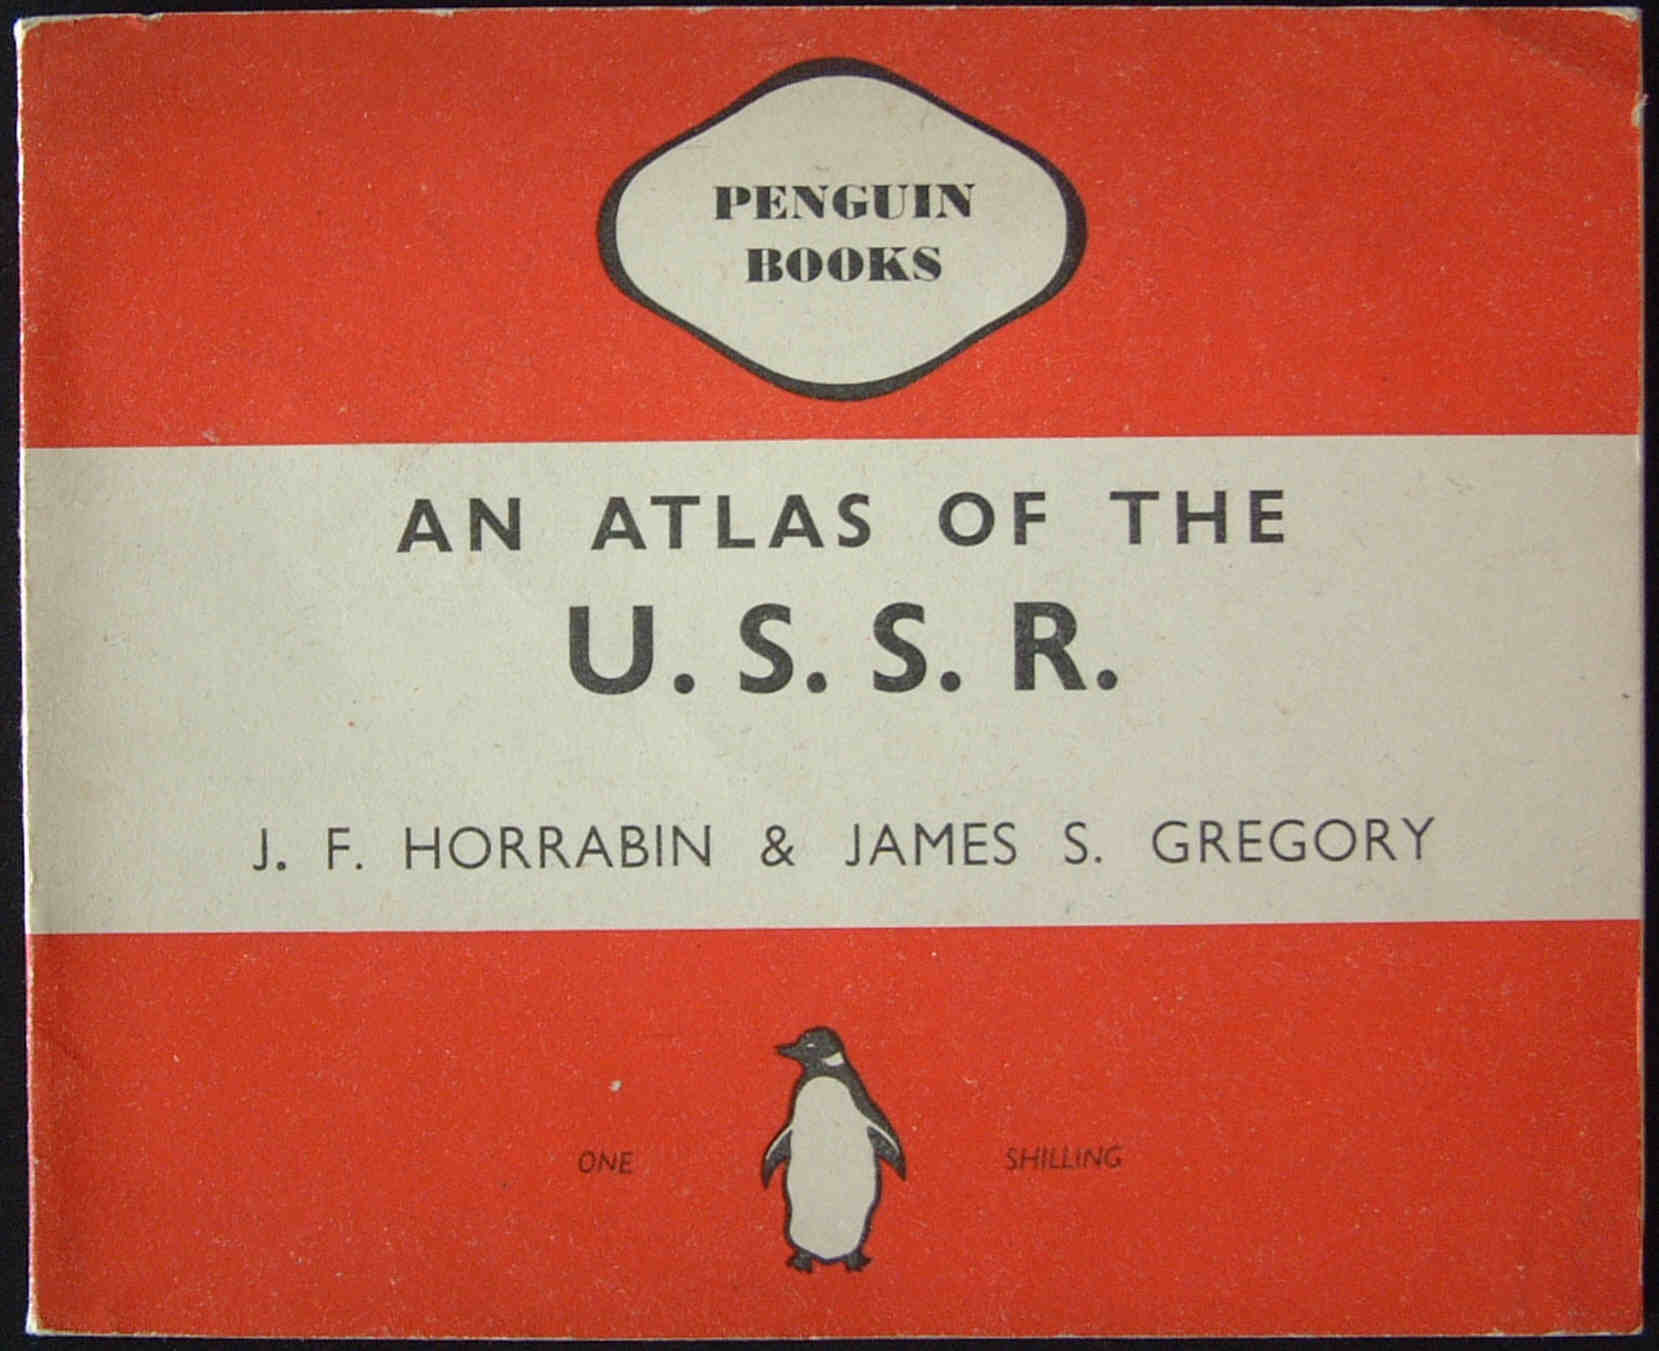 PENGUIN
BOOKS
AN ATLAS OF THE
U. S. S. R.
J. F. HORRABIN & JAMES S. GREGORY
ONE SHILLING